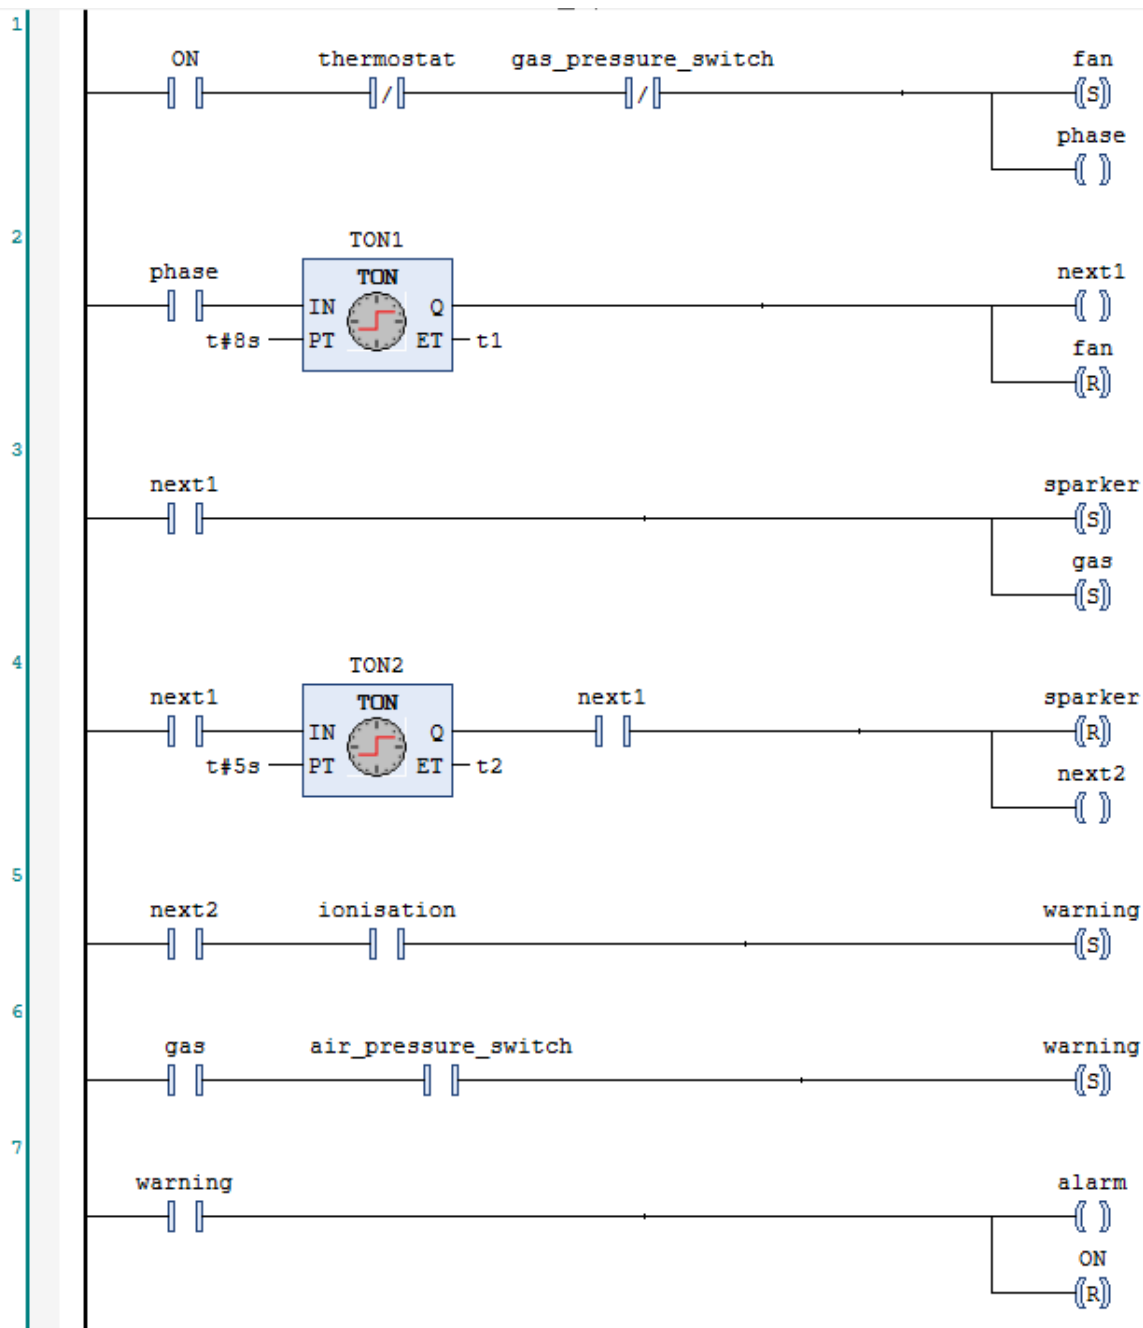 1
ON thermostat gas_pressure_switch fan
/ / S
phase
2
TON1
phase TON next1
IN Q
t#8s PT ET t1
fan
R
3
next1 sparker
S
gas
S
4
TON2
next1 TON next1 sparker
IN Q R
t#5s PT ET t2
next2
5
next2 ionisation warning
S
6
gas air_pressure_switch warning
S
7
warning alarm
ON
R